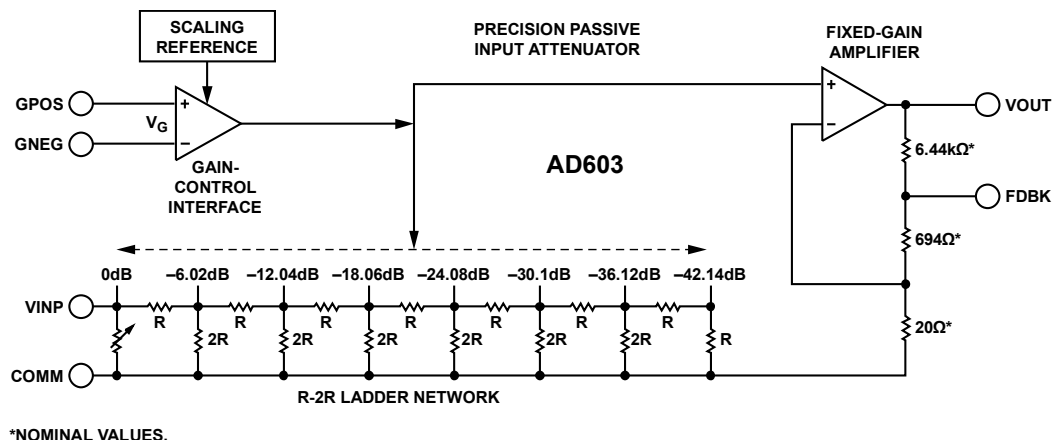 SCALING
REFERENCE
PRECISION PASSIVE
INPUT ATTENUATOR
FIXED-GAIN
AMPLIFIER
GPOS
+
VG
GNEG
−
GAIN-
CONTROL
INTERFACE
+
−
VOUT
6.44kΩ*
AD603
FDBK
694Ω*
0dB
−6.02dB
−12.04dB
−18.06dB
−24.08dB
−30.1dB
−36.12dB
−42.14dB
VINP
R
R
R
R
R
R
R
2R
2R
2R
2R
2R
2R
R
20Ω*
COMM
R-2R LADDER NETWORK
*NOMINAL VALUES.